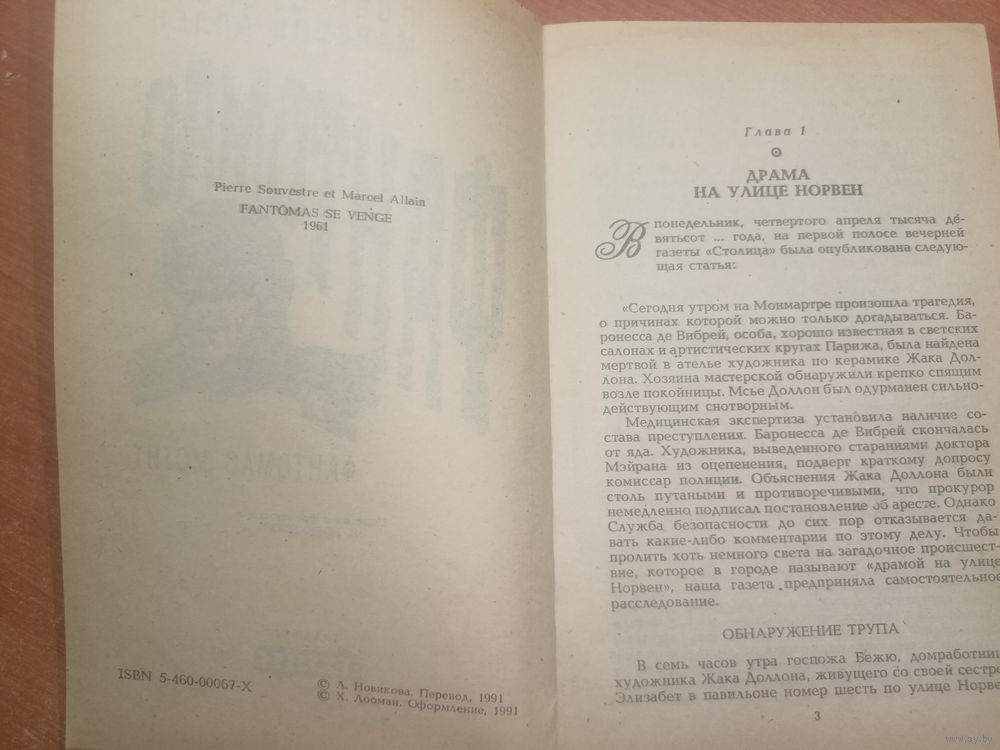 Pierre Souvestre et Marcel Allain
FANTOMAS SE VENGE
1961
ISBN 5-460-00067-X
© Л. Новикова, Перевод, 1991
© Х. Лооман. Оформление, 1991
Глава 1
ДРАМА
НА УЛИЦЕ НОРВЕН
В понедельник, четвертого апреля тысяча де-
вятьсот ... года, на первой полосе вечерней
газеты «Столица» была опубликована следую-
щая статья:
«Сегодня утром на Монмартре произошла трагедия,
о причинах которой можно только догадываться. Ба-
ронесса де Вибрей, особа, хорошо известная в светских
салонах и артистических кругах Парижа, была найдена
мертвой в ателье художника по керамике Жака Дол-
лона. Хозяина мастерской обнаружили крепко спящим
возле покойницы. Мсье Доллон был одурманен сильно-
действующим снотворным.
Медицинская экспертиза установила наличие со-
става преступления. Баронесса де Вибрей скончалась
от яда. Художника, выведенного стараниями доктора
Мэйрана из оцепенения, подверг краткому допросу
комиссар полиции. Объяснения Жака Доллона были
столь путаными и противоречивыми, что прокурор
немедленно подписал постановление об аресте. Однако
Служба безопасности до сих пор отказывается да-
вать какие-либо комментарии по этому делу. Чтобы
пролить хоть немного света на загадочное происшест-
вие, которое в городе называют «драмой на улице
Норвен», наша газета предприняла самостоятельное
расследование.
ОБНАРУЖЕНИЕ ТРУПА
В семь часов утра госпожа Бежю, домработниц
художника Жака Доллона, живущего со своей сестро
Элизабет в павильоне номер шесть по улице Норве
3
www.ay.by